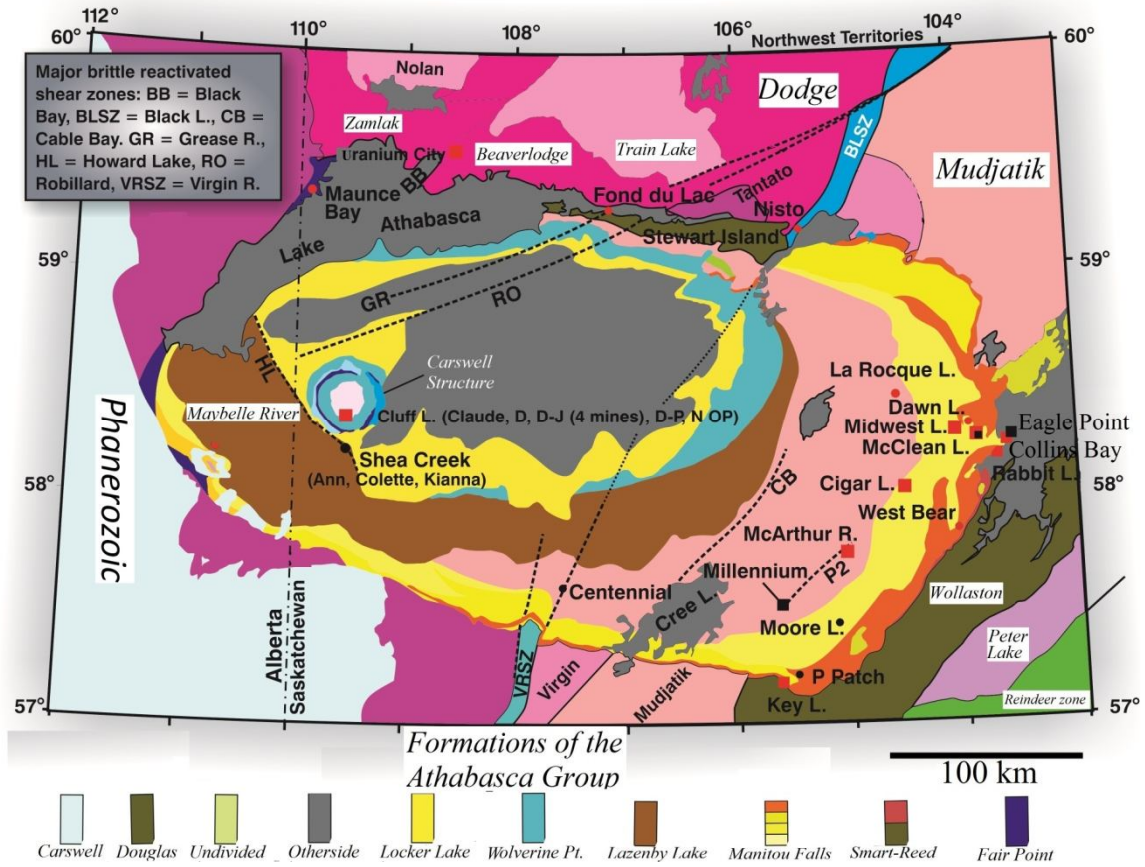 112°
110°
108°
106°
104°
60°
60°
Northwest Territories
Major brittle reactivated
shear zones: BB = Black
Bay, BLSZ = Black L., CB =
Cable Bay. GR = Grease R.,
HL = Howard Lake, RO =
Robillard, VRSZ = Virgin R.
Nolan
Dodge
Zamlak
Uranium City
BB
Beaverlodge
Train Lake
BLSZ
Mudjatik
Maunce
Bay
Fond du Lac
Tantato
Nisto
Lake
Athabasca
Stewart Island
59°
59°
GR
RO
HL
Carswell
Structure
La Rocque L.
Maybelle River
Cluff L. (Claude, D, D-J (4 mines), D-P, N OP)
Dawn L.
Midwest L.
Eagle Point
McClean L.
Collins Bay
Shea Creek
(Ann, Colette, Kianna)
Phanerozoic
58°
58°
CB
Cigar L.
Rabbit L.
West Bear
McArthur R.
P2
Millennium
Centennial
Cree L.
Moore L.
Wollaston
Alberta
Saskatchewan
Peter
Lake
VRSZ
Virgin
Mudjatik
P Patch
Key L.
Reindeer zone
57°
57°
Formations of the
Athabasca Group
100 km
Carswell
Douglas
Undivided
Otherside
Locker Lake
Wolverine Pt.
Lazenby Lake
Manitou Falls
Smart-Reed
Fair Point